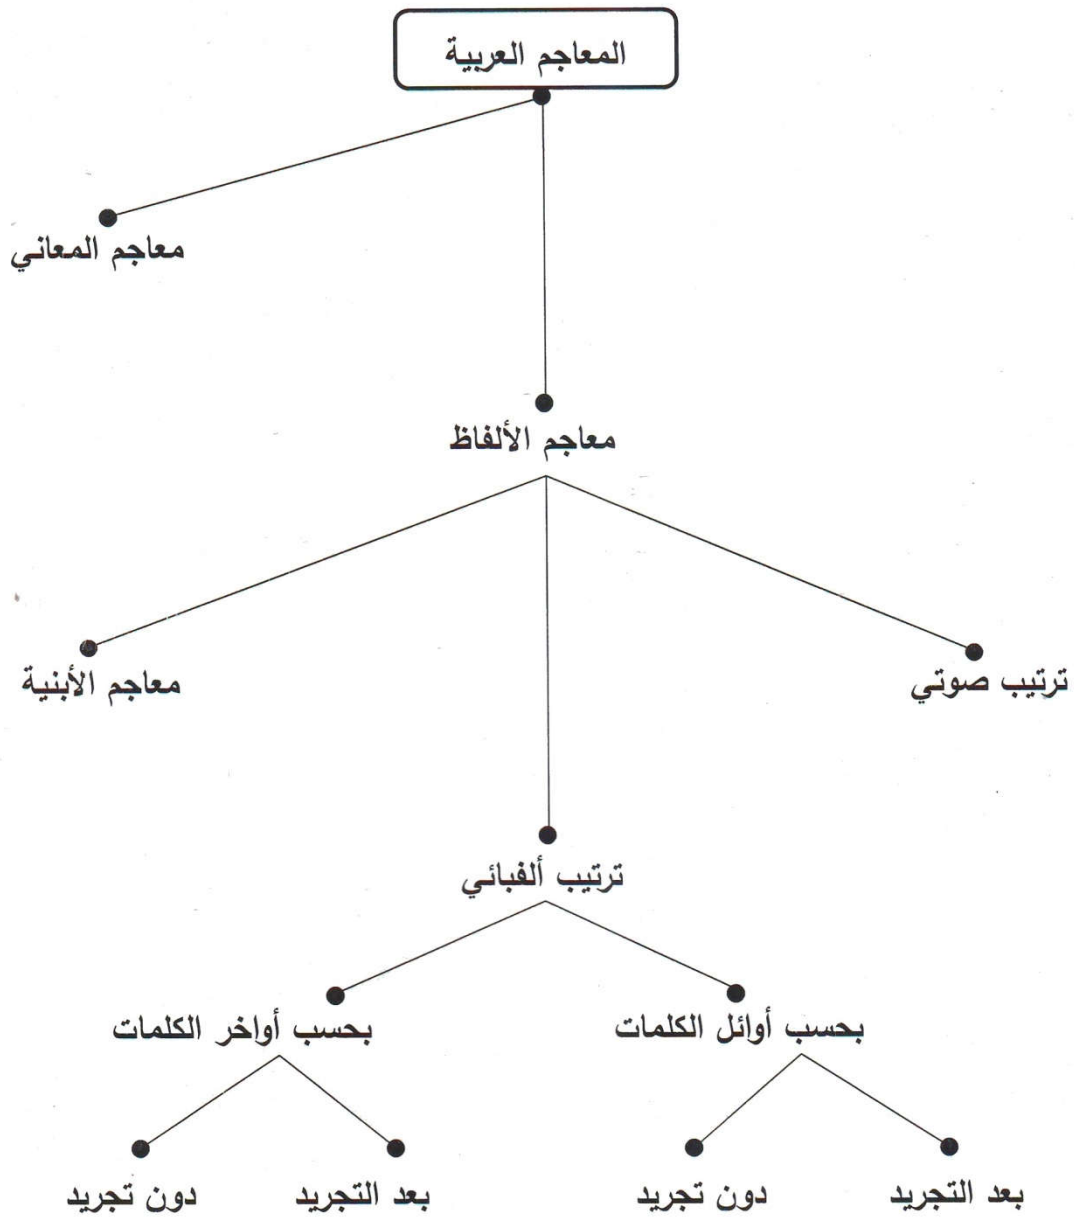 المعاجم العربية
معاجم المعاني
معاجم الألفاظ
ترتيب صوتي
معاجم الأبنية
ترتيب ألفبائي
بحسب أوائل الكلمات
بحسب أواخر الكلمات
بعد التجريد
دون تجريد
بعد التجريد
دون تجريد